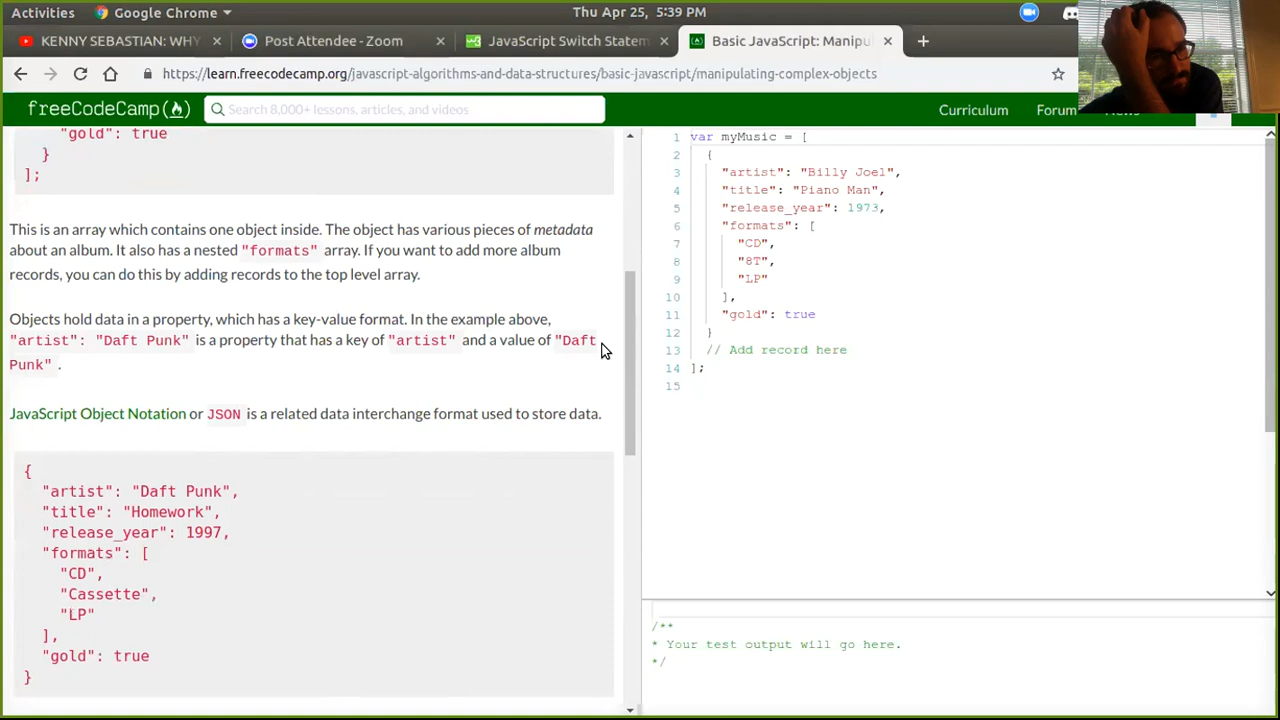 Activities
Google Chrome
Thu Apr 25, 5:39 PM
KENNY SEBASTIAN: WHY
Post Attendee - Zoom
JavaScript Switch Statem
Basic JavaScript: Manipul
https://learn.freecodecamp.org/javascript-algorithms-and-data-structures/basic-javascript/manipulating-complex-objects
freeCodeCamp
Search 8,000+ lessons, articles, and videos
Curriculum
Forum
News
"gold": true
}
];
This is an array which contains one object inside. The object has various pieces of metadata
about an album. It also has a nested "formats" array. If you want to add more album
records, you can do this by adding records to the top level array.
Objects hold data in a property, which has a key-value format. In the example above,
"artist": "Daft Punk" is a property that has a key of "artist" and a value of "Daft
Punk" .
JavaScript Object Notation or JSON is a related data interchange format used to store data.
{
"artist": "Daft Punk",
"title": "Homework",
"release_year": 1997,
"formats": [
"CD",
"Cassette",
"LP"
],
"gold": true
}
1 var myMusic = [
2 {
3 "artist": "Billy Joel",
4 "title": "Piano Man",
5 "release_year": 1973,
6 "formats": [
7 "CD",
8 "8T",
9 "LP"
10 ],
11 "gold": true
12 }
13 // Add record here
14 ];
15
/**
* Your test output will go here.
*/